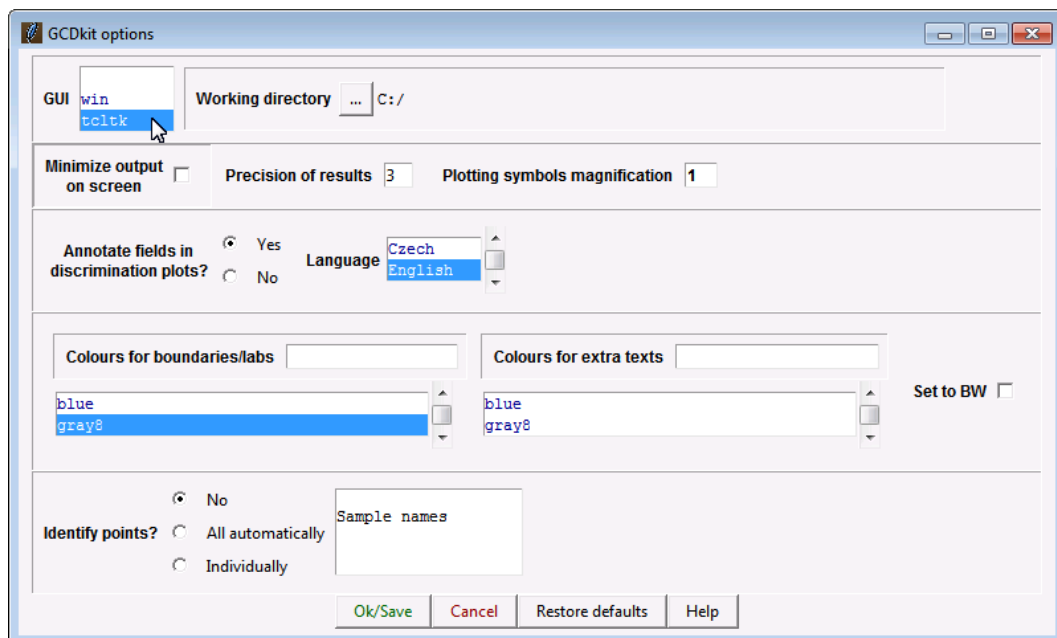 GCDkit options
GUI
win
tcltk
Working directory ... C:/
Minimize output
on screen
Precision of results 3
Plotting symbols magnification 1
Annotate fields in
discrimination plots?
Yes
No
Language
Czech
English
Colours for boundaries/labs
blue
gray8
Colours for extra texts
blue
gray8
Set to BW
Identify points?
No
All automatically
Individually
Sample names
Ok/Save
Cancel
Restore defaults
Help